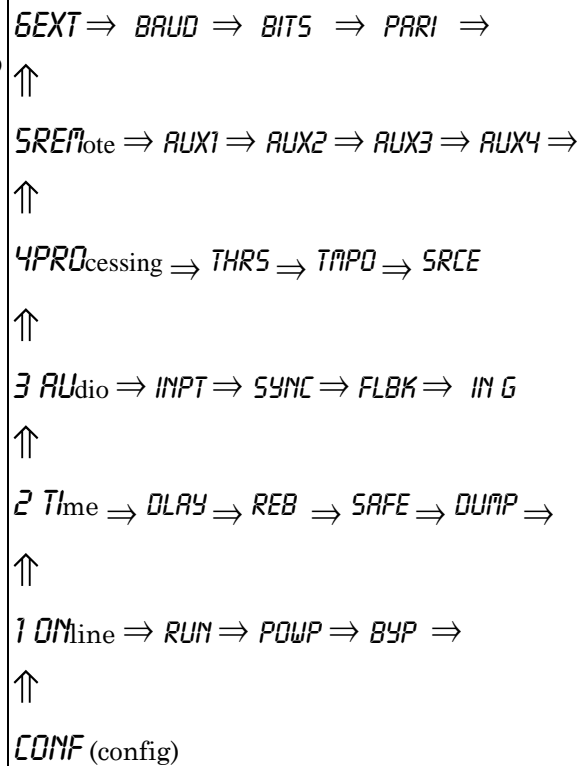 6EXT ⇒ BAUD ⇒ BITS ⇒ PARI ⇒
⇑
5REMote ⇒ AUX1 ⇒ AUX2 ⇒ AUX3 ⇒ AUX4 ⇒
⇑
4PROcessing ⇒ THRS ⇒ TMPO ⇒ SRCE
⇑
3 AUdio ⇒ INPT ⇒ SYNC ⇒ FLBK ⇒ IN G
⇑
2 TIme ⇒ DLAY ⇒ REB ⇒ SAFE ⇒ DUMP ⇒
⇑
1 ONline ⇒ RUN ⇒ POWP ⇒ BYP ⇒
⇑
CONF (config)